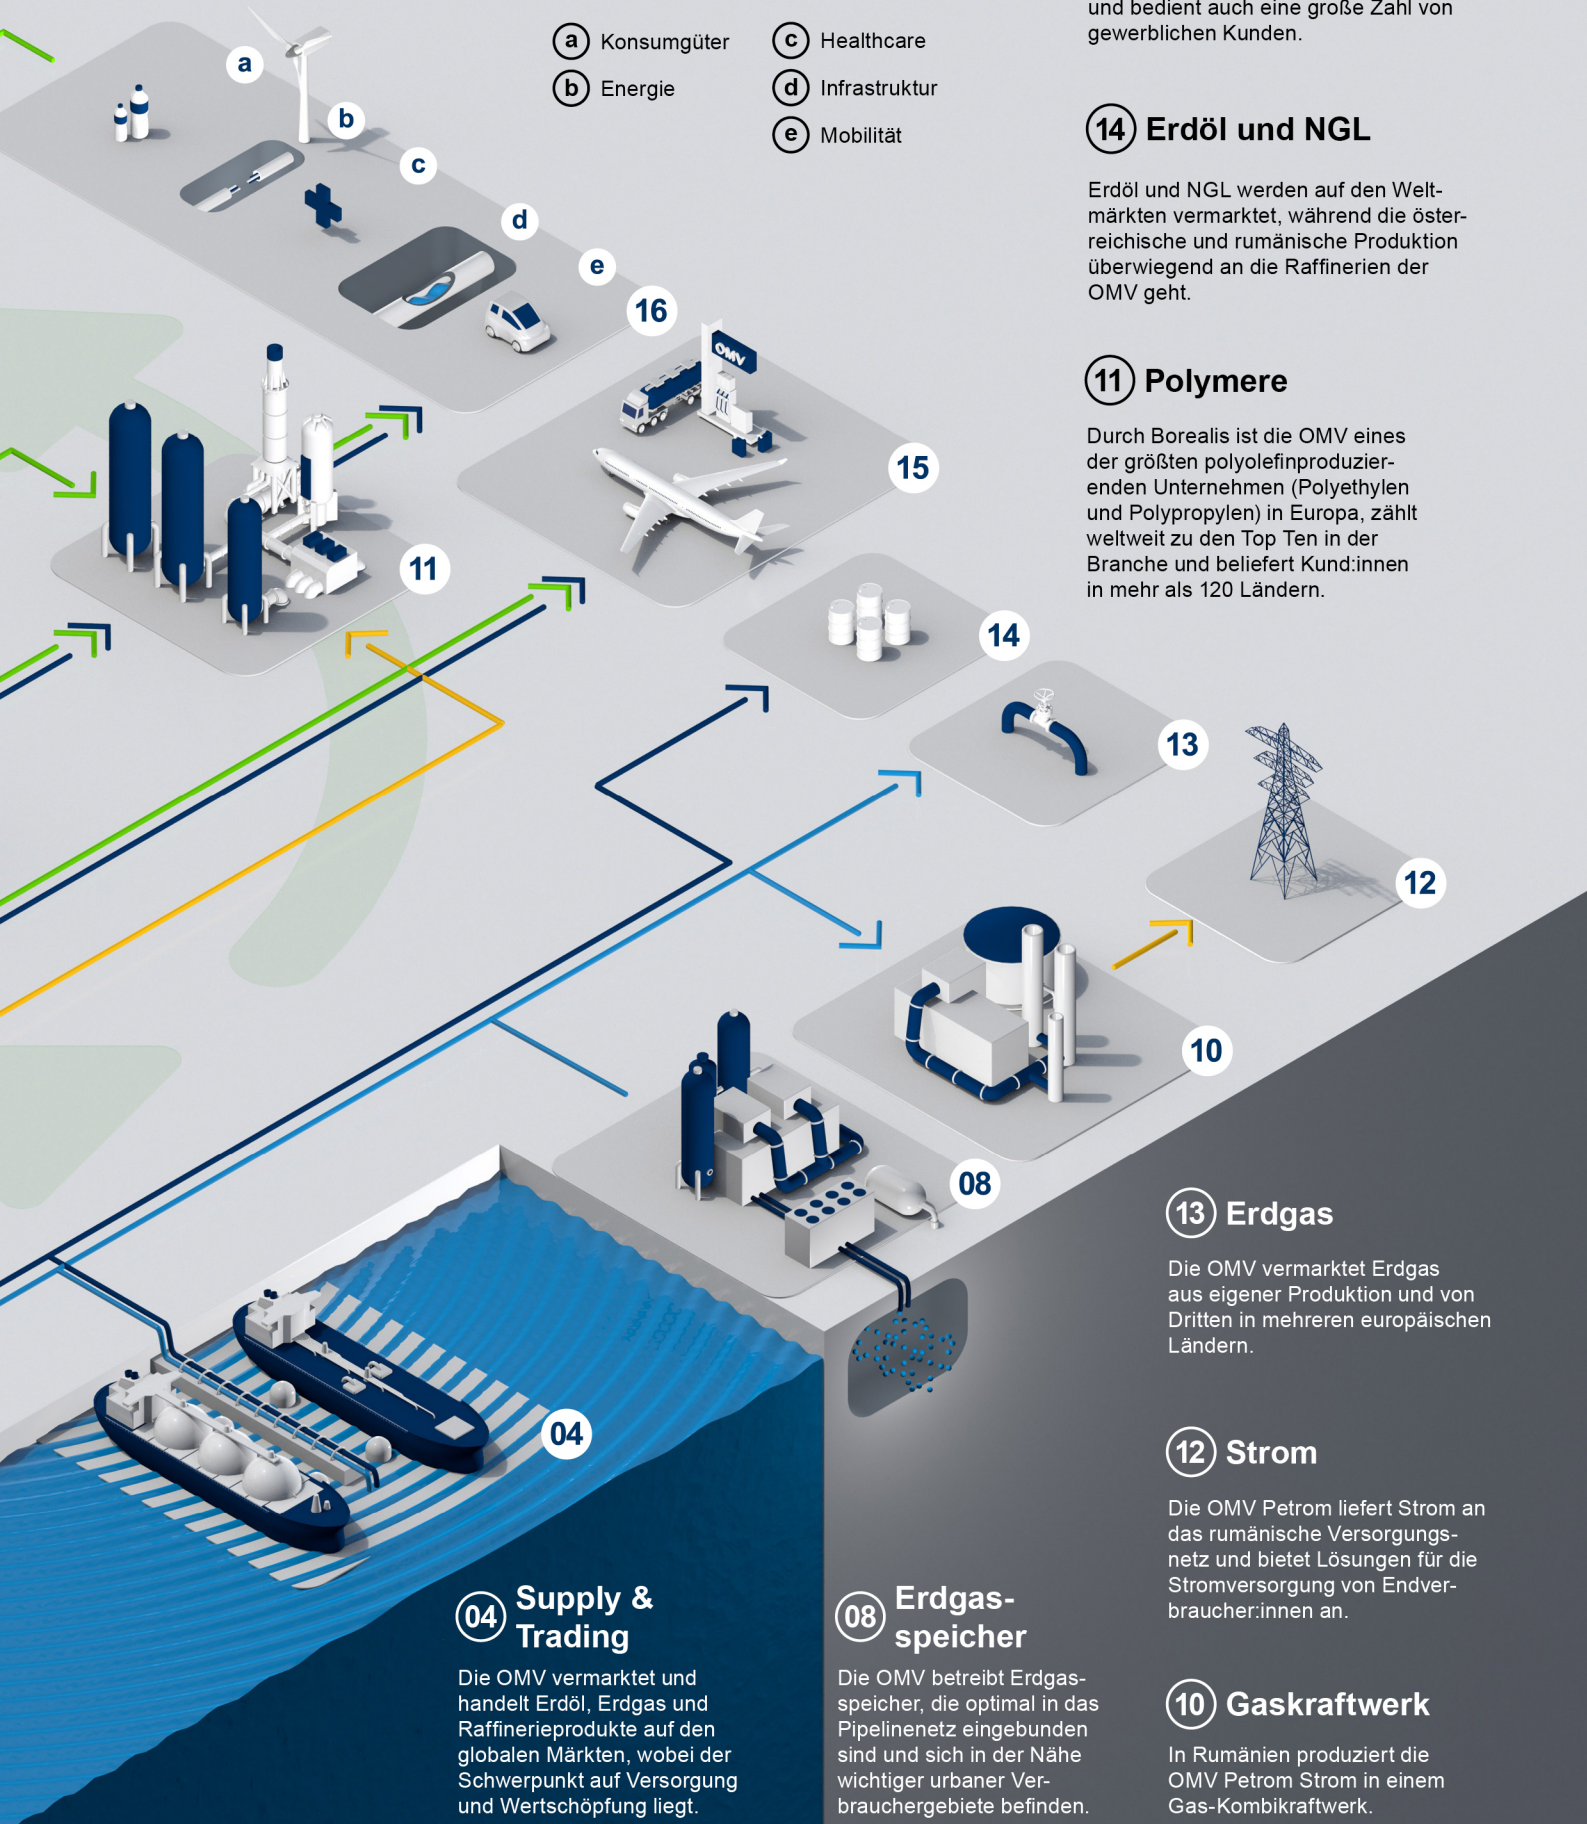 und bedient auch eine große Zahl von
gewerblichen Kunden.
a Konsumgüter
b Energie
c Healthcare
d Infrastruktur
e Mobilität
14 Erdöl und NGL
Erdöl und NGL werden auf den Welt-
märkten vermarktet, während die öster-
reichische und rumänische Produktion
überwiegend an die Raffinerien der
OMV geht.
11 Polymere
Durch Borealis ist die OMV eines
der größten polyolefinproduzier-
enden Unternehmen (Polyethylen
und Polypropylen) in Europa, zählt
weltweit zu den Top Ten in der
Branche und beliefert Kund:innen
in mehr als 120 Ländern.
a
b
c
d
e
16
OMV
15
11
14
13
12
10
08
04
13 Erdgas
Die OMV vermarktet Erdgas
aus eigener Produktion und von
Dritten in mehreren europäischen
Ländern.
12 Strom
Die OMV Petrom liefert Strom an
das rumänische Versorgungs-
netz und bietet Lösungen für die
Stromversorgung von Endver-
braucher:innen an.
04 Supply &
Trading
Die OMV vermarktet und
handelt Erdöl, Erdgas und
Raffinerieprodukte auf den
globalen Märkten, wobei der
Schwerpunkt auf Versorgung
und Wertschöpfung liegt.
08 Erdgas-
speicher
Die OMV betreibt Erdgas-
speicher, die optimal in das
Pipelinenetz eingebunden
sind und sich in der Nähe
wichtiger urbaner Ver-
brauchergebiete befinden.
10 Gaskraftwerk
In Rumänien produziert die
OMV Petrom Strom in einem
Gas-Kombikraftwerk.